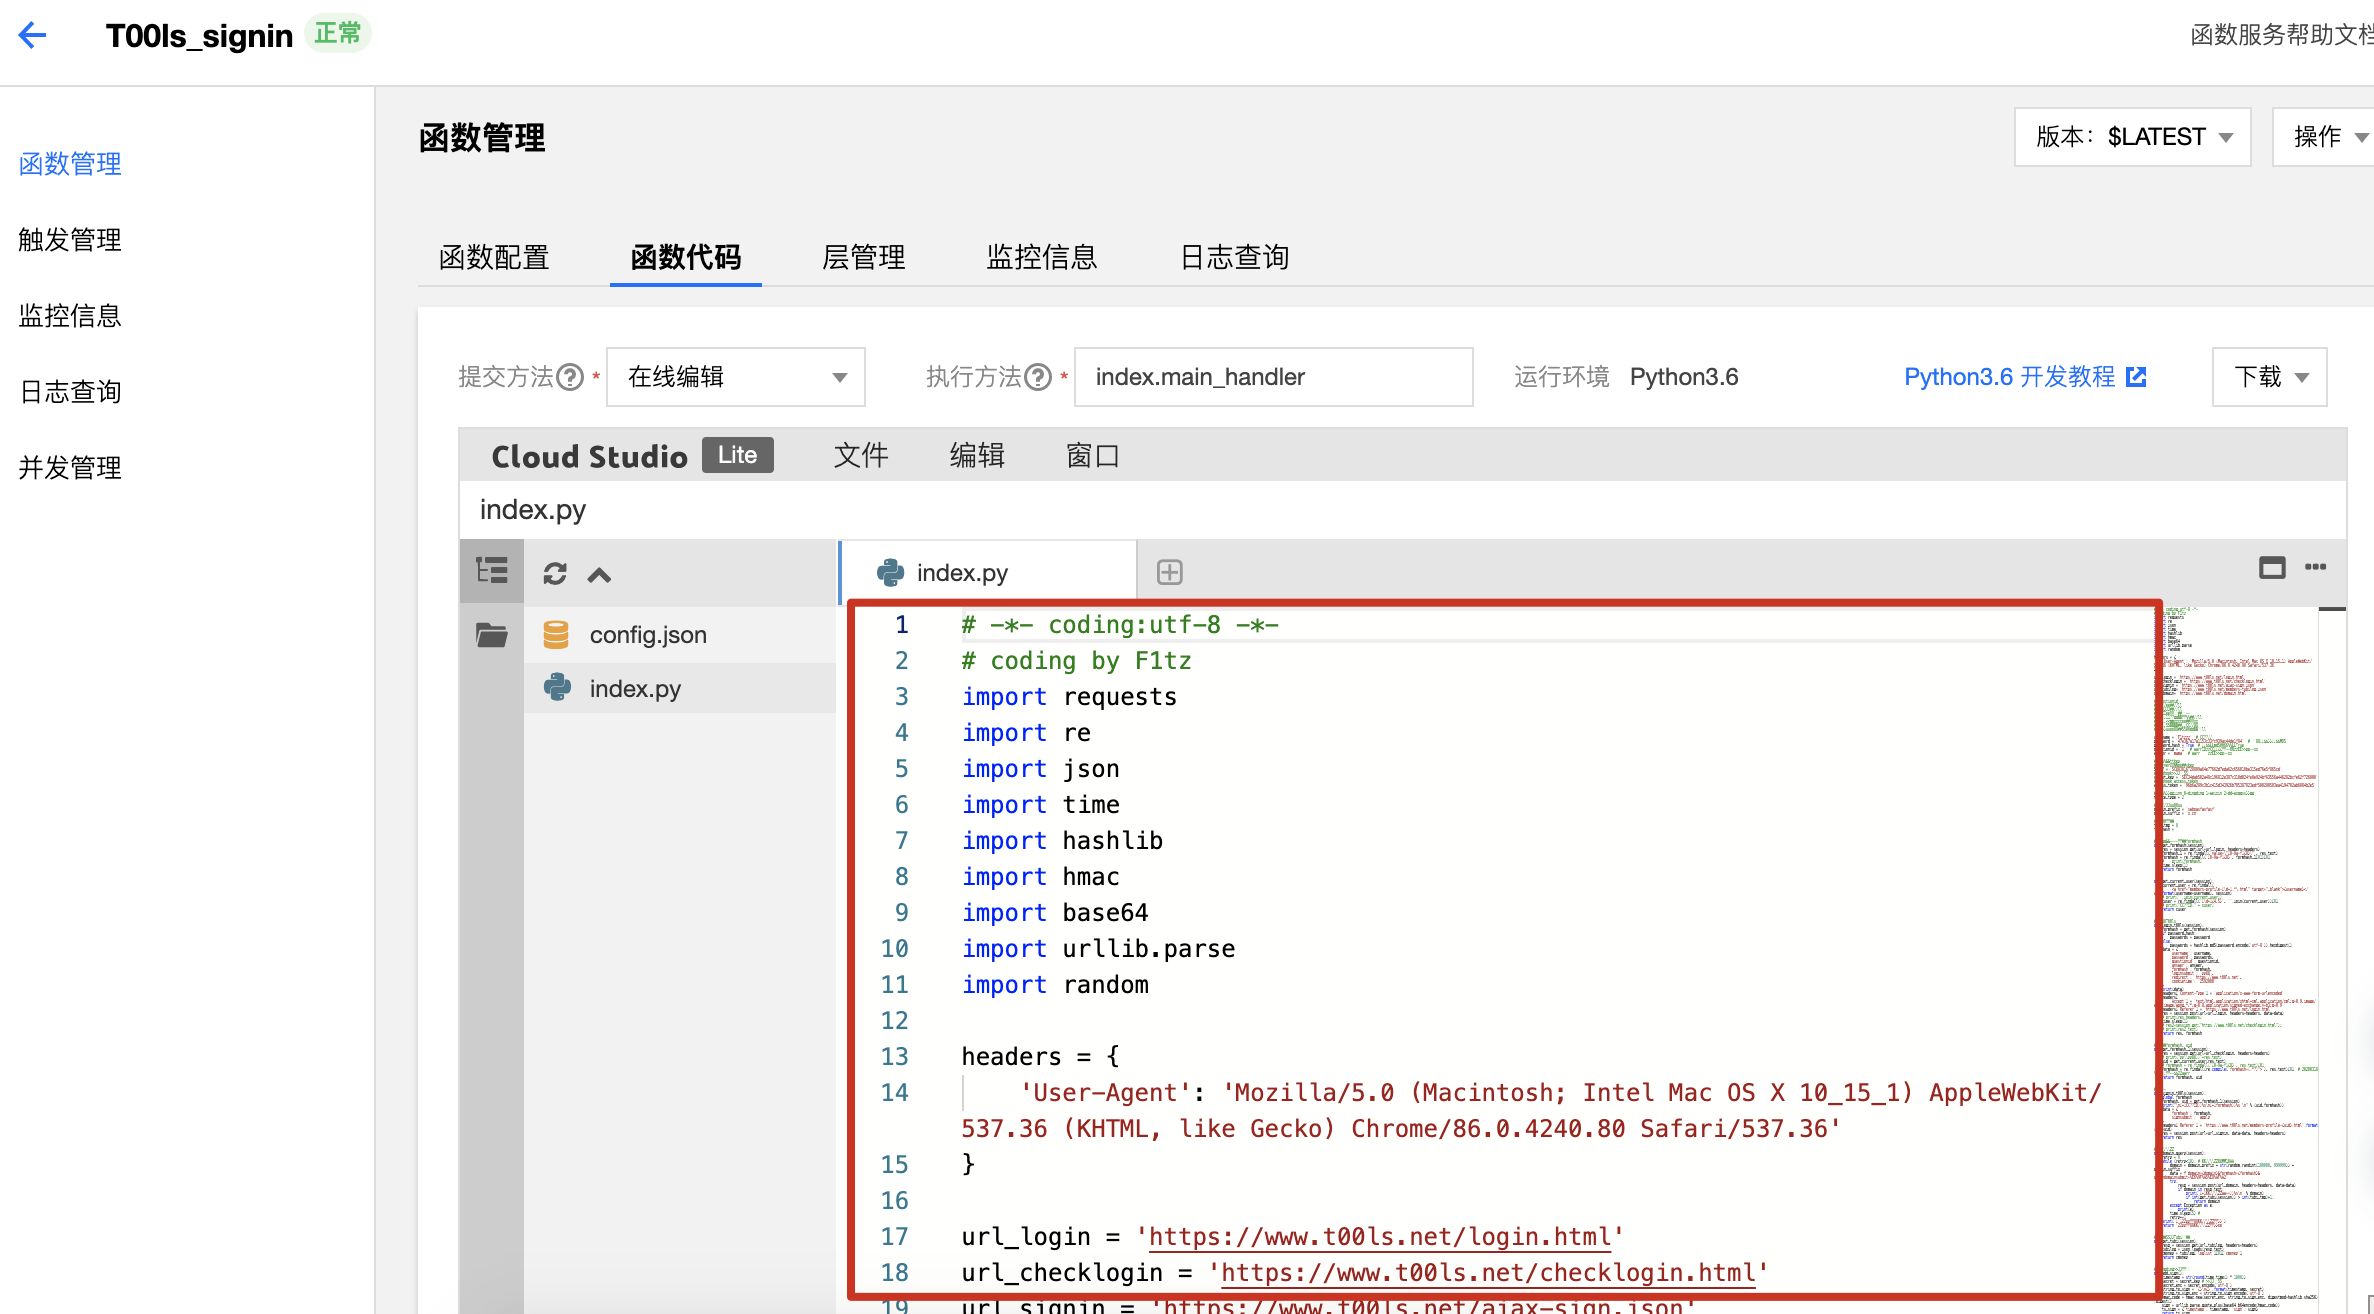 T00ls_signin 正常
函数服务帮助文档
函数管理
触发管理
监控信息
日志查询
并发管理
函数管理
版本：$LATEST
操作
函数配置 函数代码 层管理 监控信息 日志查询
提交方法 * 在线编辑 执行方法 * index.main_handler 运行环境 Python3.6 Python3.6 开发教程 下载
Cloud Studio Lite 文件 编辑 窗口
index.py
index.py
config.json
index.py
1 # -*- coding:utf-8 -*-
2 # coding by F1tz
3 import requests
4 import re
5 import json
6 import time
7 import hashlib
8 import hmac
9 import base64
10 import urllib.parse
11 import random
12
13 headers = {
14 'User-Agent': 'Mozilla/5.0 (Macintosh; Intel Mac OS X 10_15_1) AppleWebKit/
537.36 (KHTML, like Gecko) Chrome/86.0.4240.80 Safari/537.36'
15 }
16
17 url_login = 'https://www.t00ls.net/login.html'
18 url_checklogin = 'https://www.t00ls.net/checklogin.html'
19 url_signin = 'https://www.t00ls.net/ajax-sign.json'